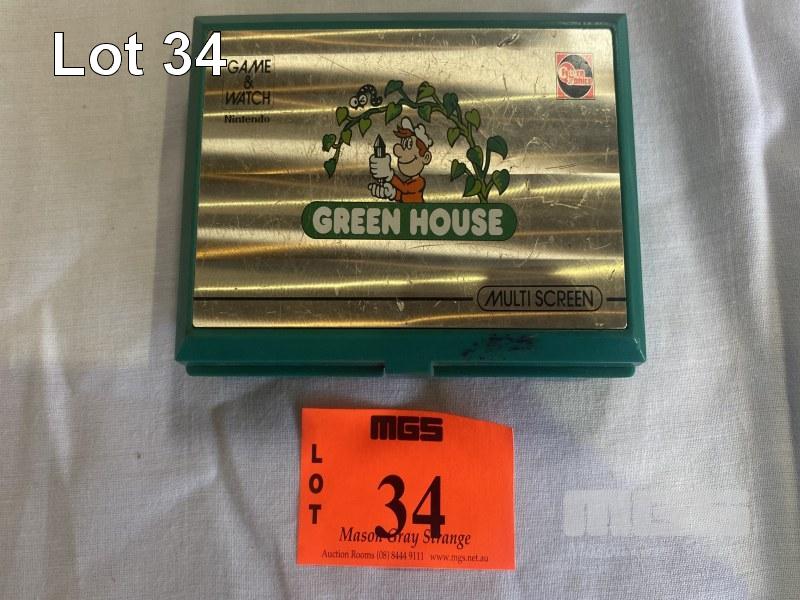 Lot 34
GAME
&
WATCH
Nintendo
GREEN HOUSE
MULTI SCREEN
MGS
LOT
34
Mason Gray Strange
Auction Rooms (08) 8444 9111 www.mgs.net.au
MGS